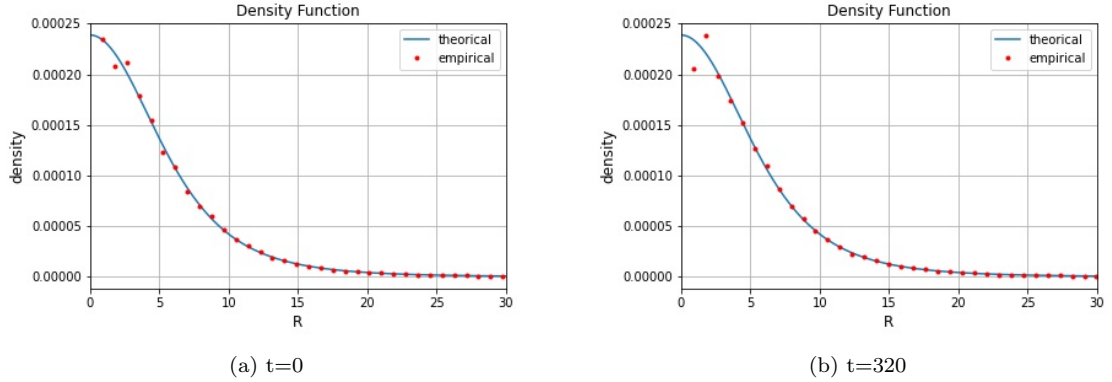 Density Function
0.00025
0.00020
0.00015
0.00010
0.00005
0.00000
density
0 5 10 15 20 25 30
R
theorical
empirical
(a) t=0
Density Function
0.00025
0.00020
0.00015
0.00010
0.00005
0.00000
density
0 5 10 15 20 25 30
R
theorical
empirical
(b) t=320